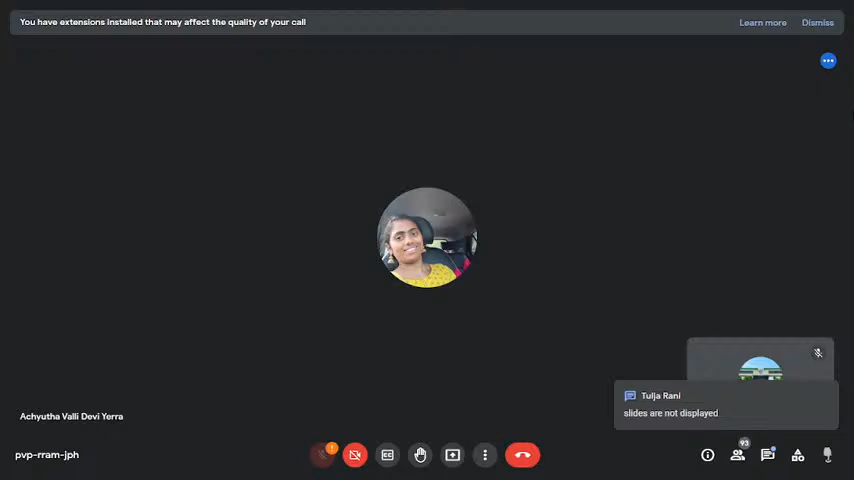 You have extensions installed that may affect the quality of your call
Learn more
Dismiss
Tulja Rani
slides are not displayed
Achyutha Valli Devi Yerra
93
pvp-rram-jph